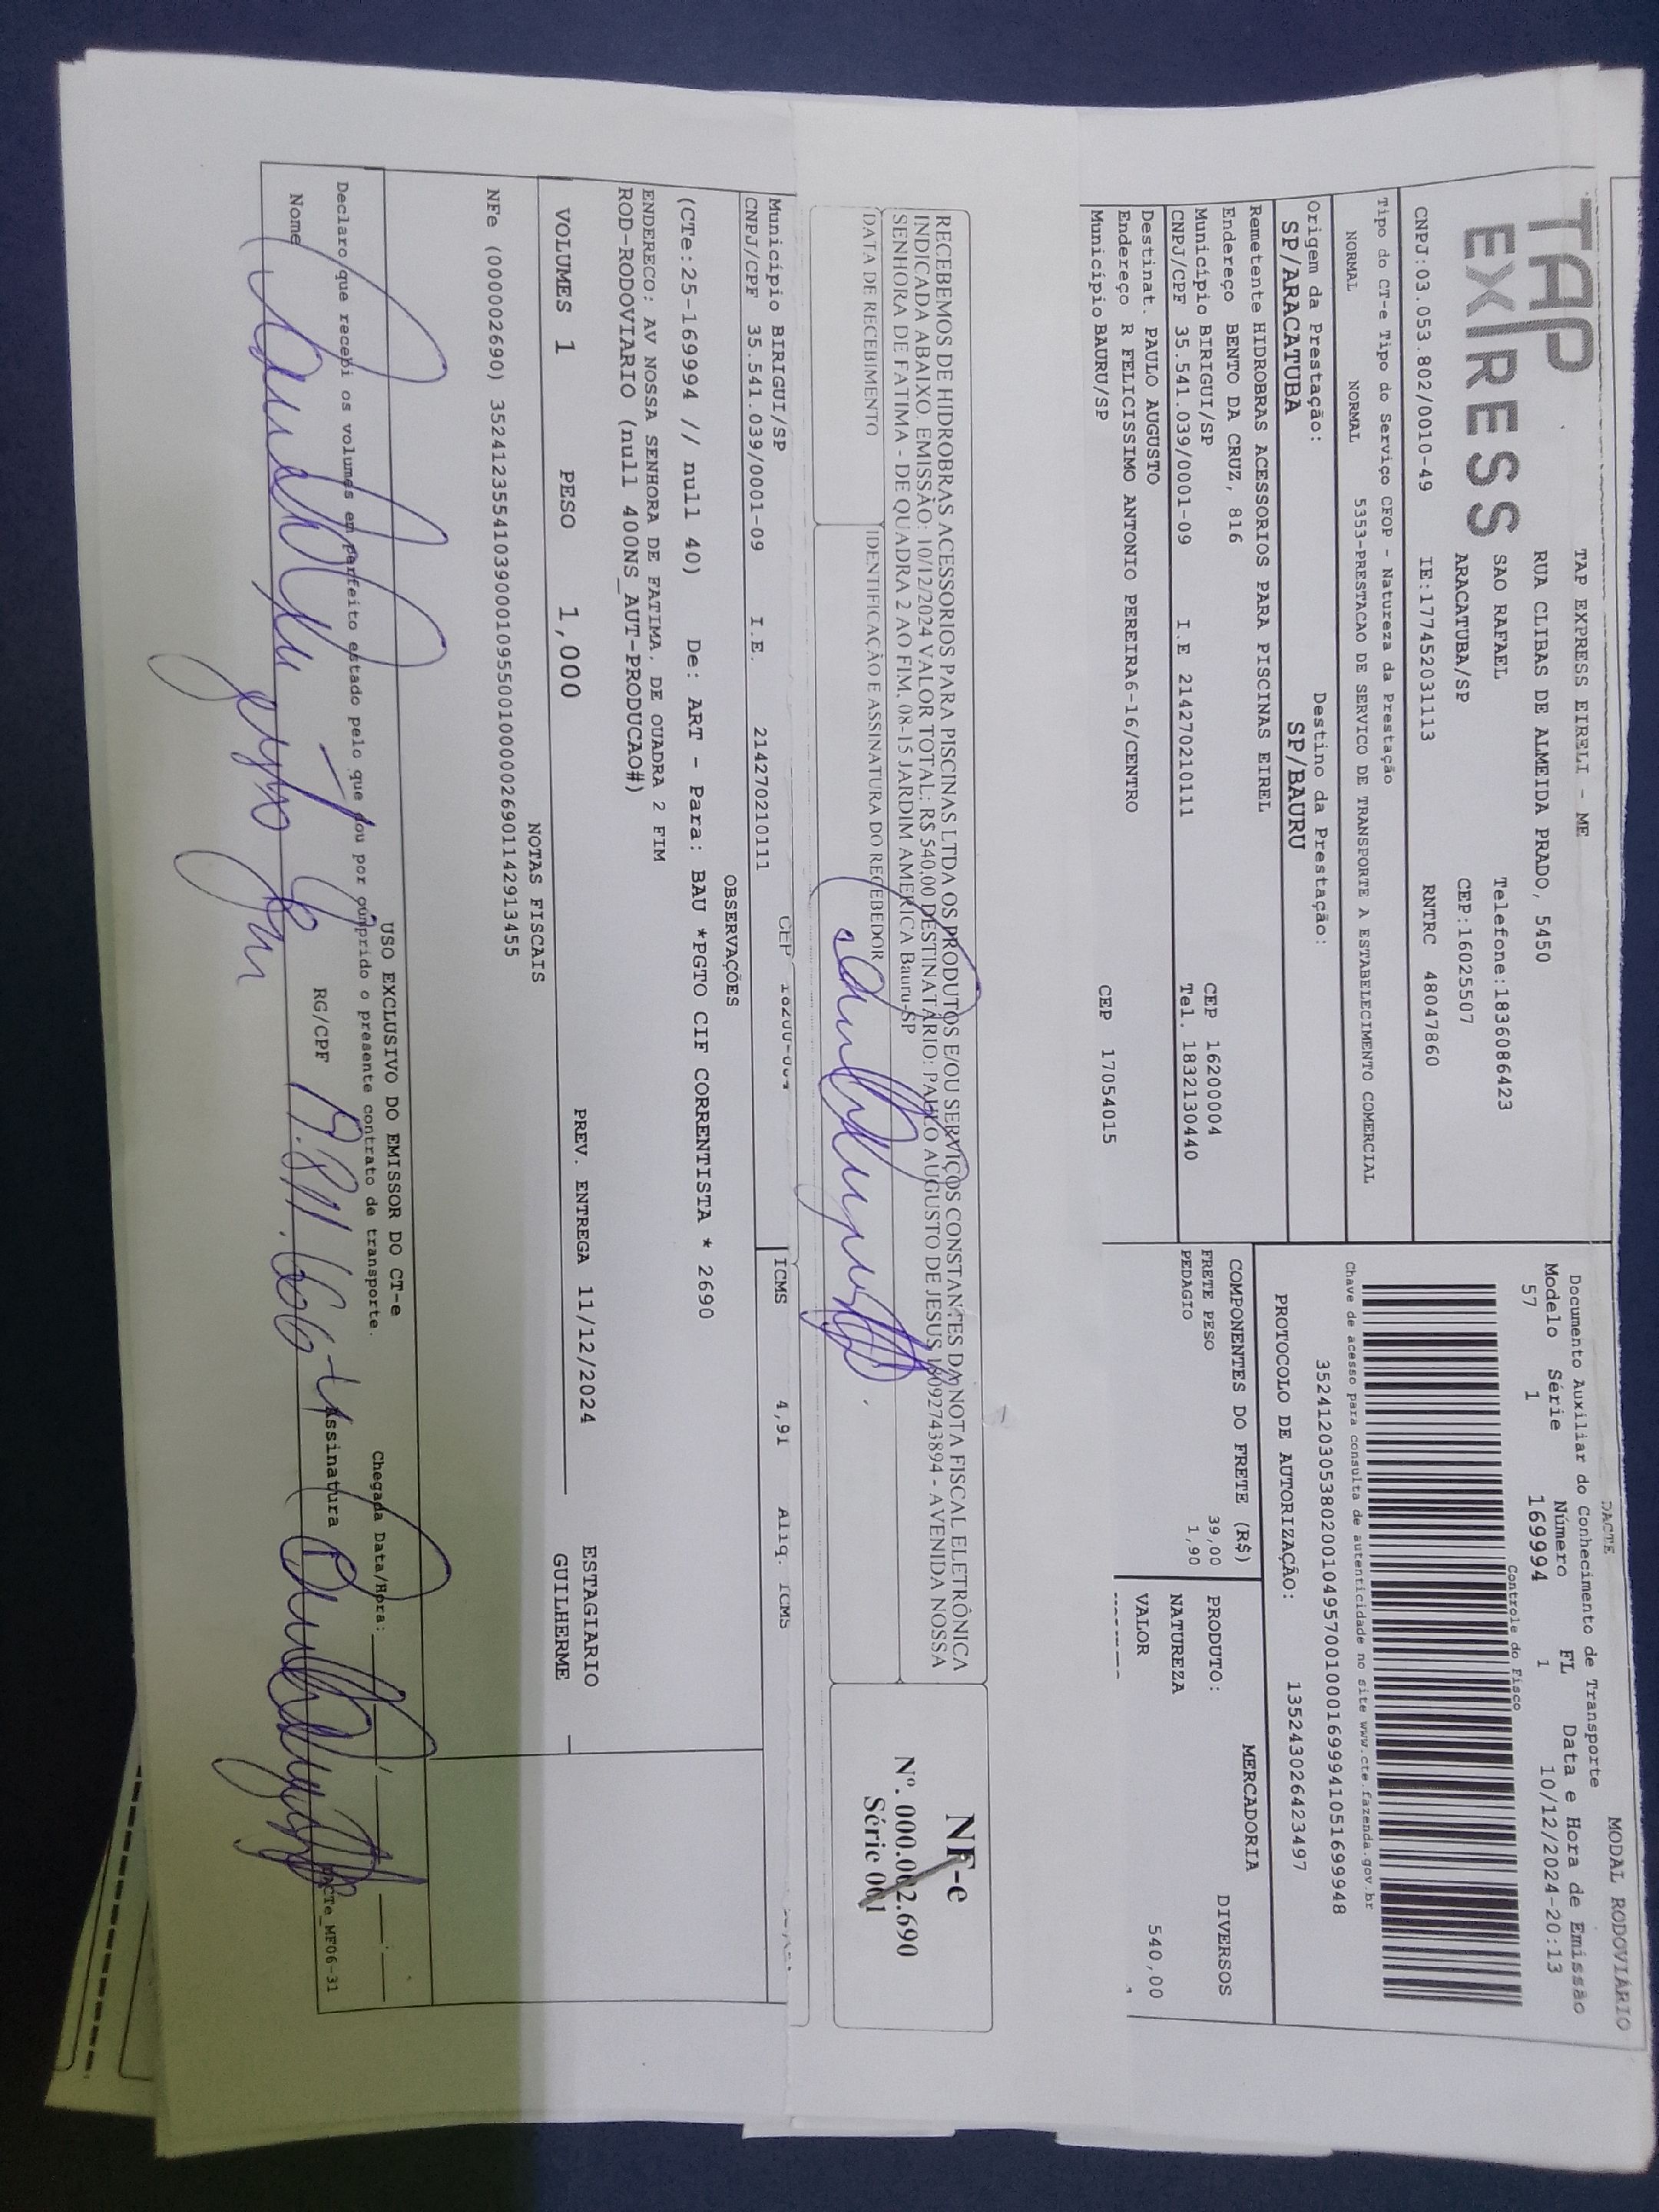 TAP
EXPRESS
TAP EXPRESS EIRELI - ME
RUA CLIBAS DE ALMEIDA PRADO, 5450
SAO RAFAEL Telefone:1836086423
ARACATUBA/SP CEP:16025507
CNPJ:03.053.802/0010-49 IE:177452031113 RNTRC 48047860
DACTE MODAL RODOVIÁRIO
Documento Auxiliar do Conhecimento de Transporte
Modelo Série Número FL Data e Hora de Emissão
57 1 169994 1 10/12/2024-20:13
Controle do Fisco
Chave de acesso para consulta de autenticidade no site www.cte.fazenda.gov.br
35241203053802001049570010001699941051699948
PROTOCOLO DE AUTORIZAÇÃO: 135243026423497
Tipo do CT-e Tipo do Serviço CFOP - Natureza da Prestação
NORMAL NORMAL 5353-PRESTACAO DE SERVICO DE TRANSPORTE A ESTABELECIMENTO COMERCIAL
Origem da Prestação: Destino da Prestação:
SP/ARACATUBA SP/BAURU
Remetente HIDROBRAS ACESSORIOS PARA PISCINAS EIREL
Endereço BENTO DA CRUZ, 816 CEP 16200004
Município BIRIGUI/SP Tel. 1832130440
CNPJ/CPF 35.541.039/0001-09 I.E 214270210111
Destinat. PAULO AUGUSTO
Endereço R FELICISSIMO ANTONIO PEREIRA6-16/CENTRO
Município BAURU/SP CEP 17054015
COMPONENTES DO FRETE (R$)
FRETE PESO 39,00
PEDAGIO 1,90
MERCADORIA
PRODUTO: DIVERSOS
NATUREZA
VALOR 540,00
RECEBEMOS DE HIDROBRAS ACESSORIOS PARA PISCINAS LTDA OS PRODUTOS E/OU SERVIÇOS CONSTANTES DA NOTA FISCAL ELETRÔNICA
INDICADA ABAIXO. EMISSÃO: 10/12/2024 VALOR TOTAL: R$ 540,00 DESTINATÁRIO: PAULO AUGUSTO DE JESUS 18092743894 - AVENIDA NOSSA
SENHORA DE FATIMA - DE QUADRA 2 AO FIM, 08-15 JARDIM AMERICA Bauru-SP
DATA DE RECEBIMENTO IDENTIFICAÇÃO E ASSINATURA DO RECEBEDOR
NF-e
Nº. 000.002.690
Série 001
Município BIRIGUI/SP CEP
CNPJ/CPF 35.541.039/0001-09 I.E. 214270210111
ICMS 4,91 Aliq. ICMS
OBSERVAÇÕES
(CTe:25-169994 // null 40) De: ART - Para: BAU *PGTO CIF CORRENTISTA * 2690
ENDERECO: AV NOSSA SENHORA DE FATIMA, DE QUADRA 2 FIM
ROD-RODOVIARIO (null 400NS_AUT-PRODUCAO#)
VOLUMES 1 PESO 1,000 PREV. ENTREGA 11/12/2024 ESTAGIARIO
GUILHERME
NOTAS FISCAIS
NFe (000002690) 35241235541039000109550010000026901142913455
USO EXCLUSIVO DO EMISSOR DO CT-e
Declaro que recebi os volumes em perfeito estado pelo que dou por cumprido o presente contrato de transporte.
Chegada Data/Hora:
Nome RG/CPF Assinatura
DACTe_MF06-31